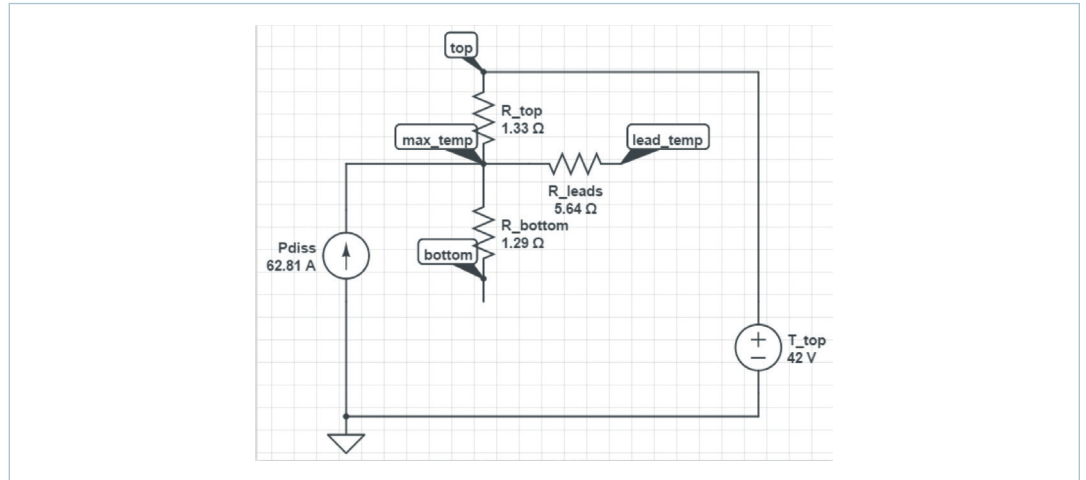 top
R_top
1.33 Ω
max_temp
lead_temp
R_leads
5.64 Ω
R_bottom
1.29 Ω
bottom
Pdiss
62.81 A
T_top
42 V